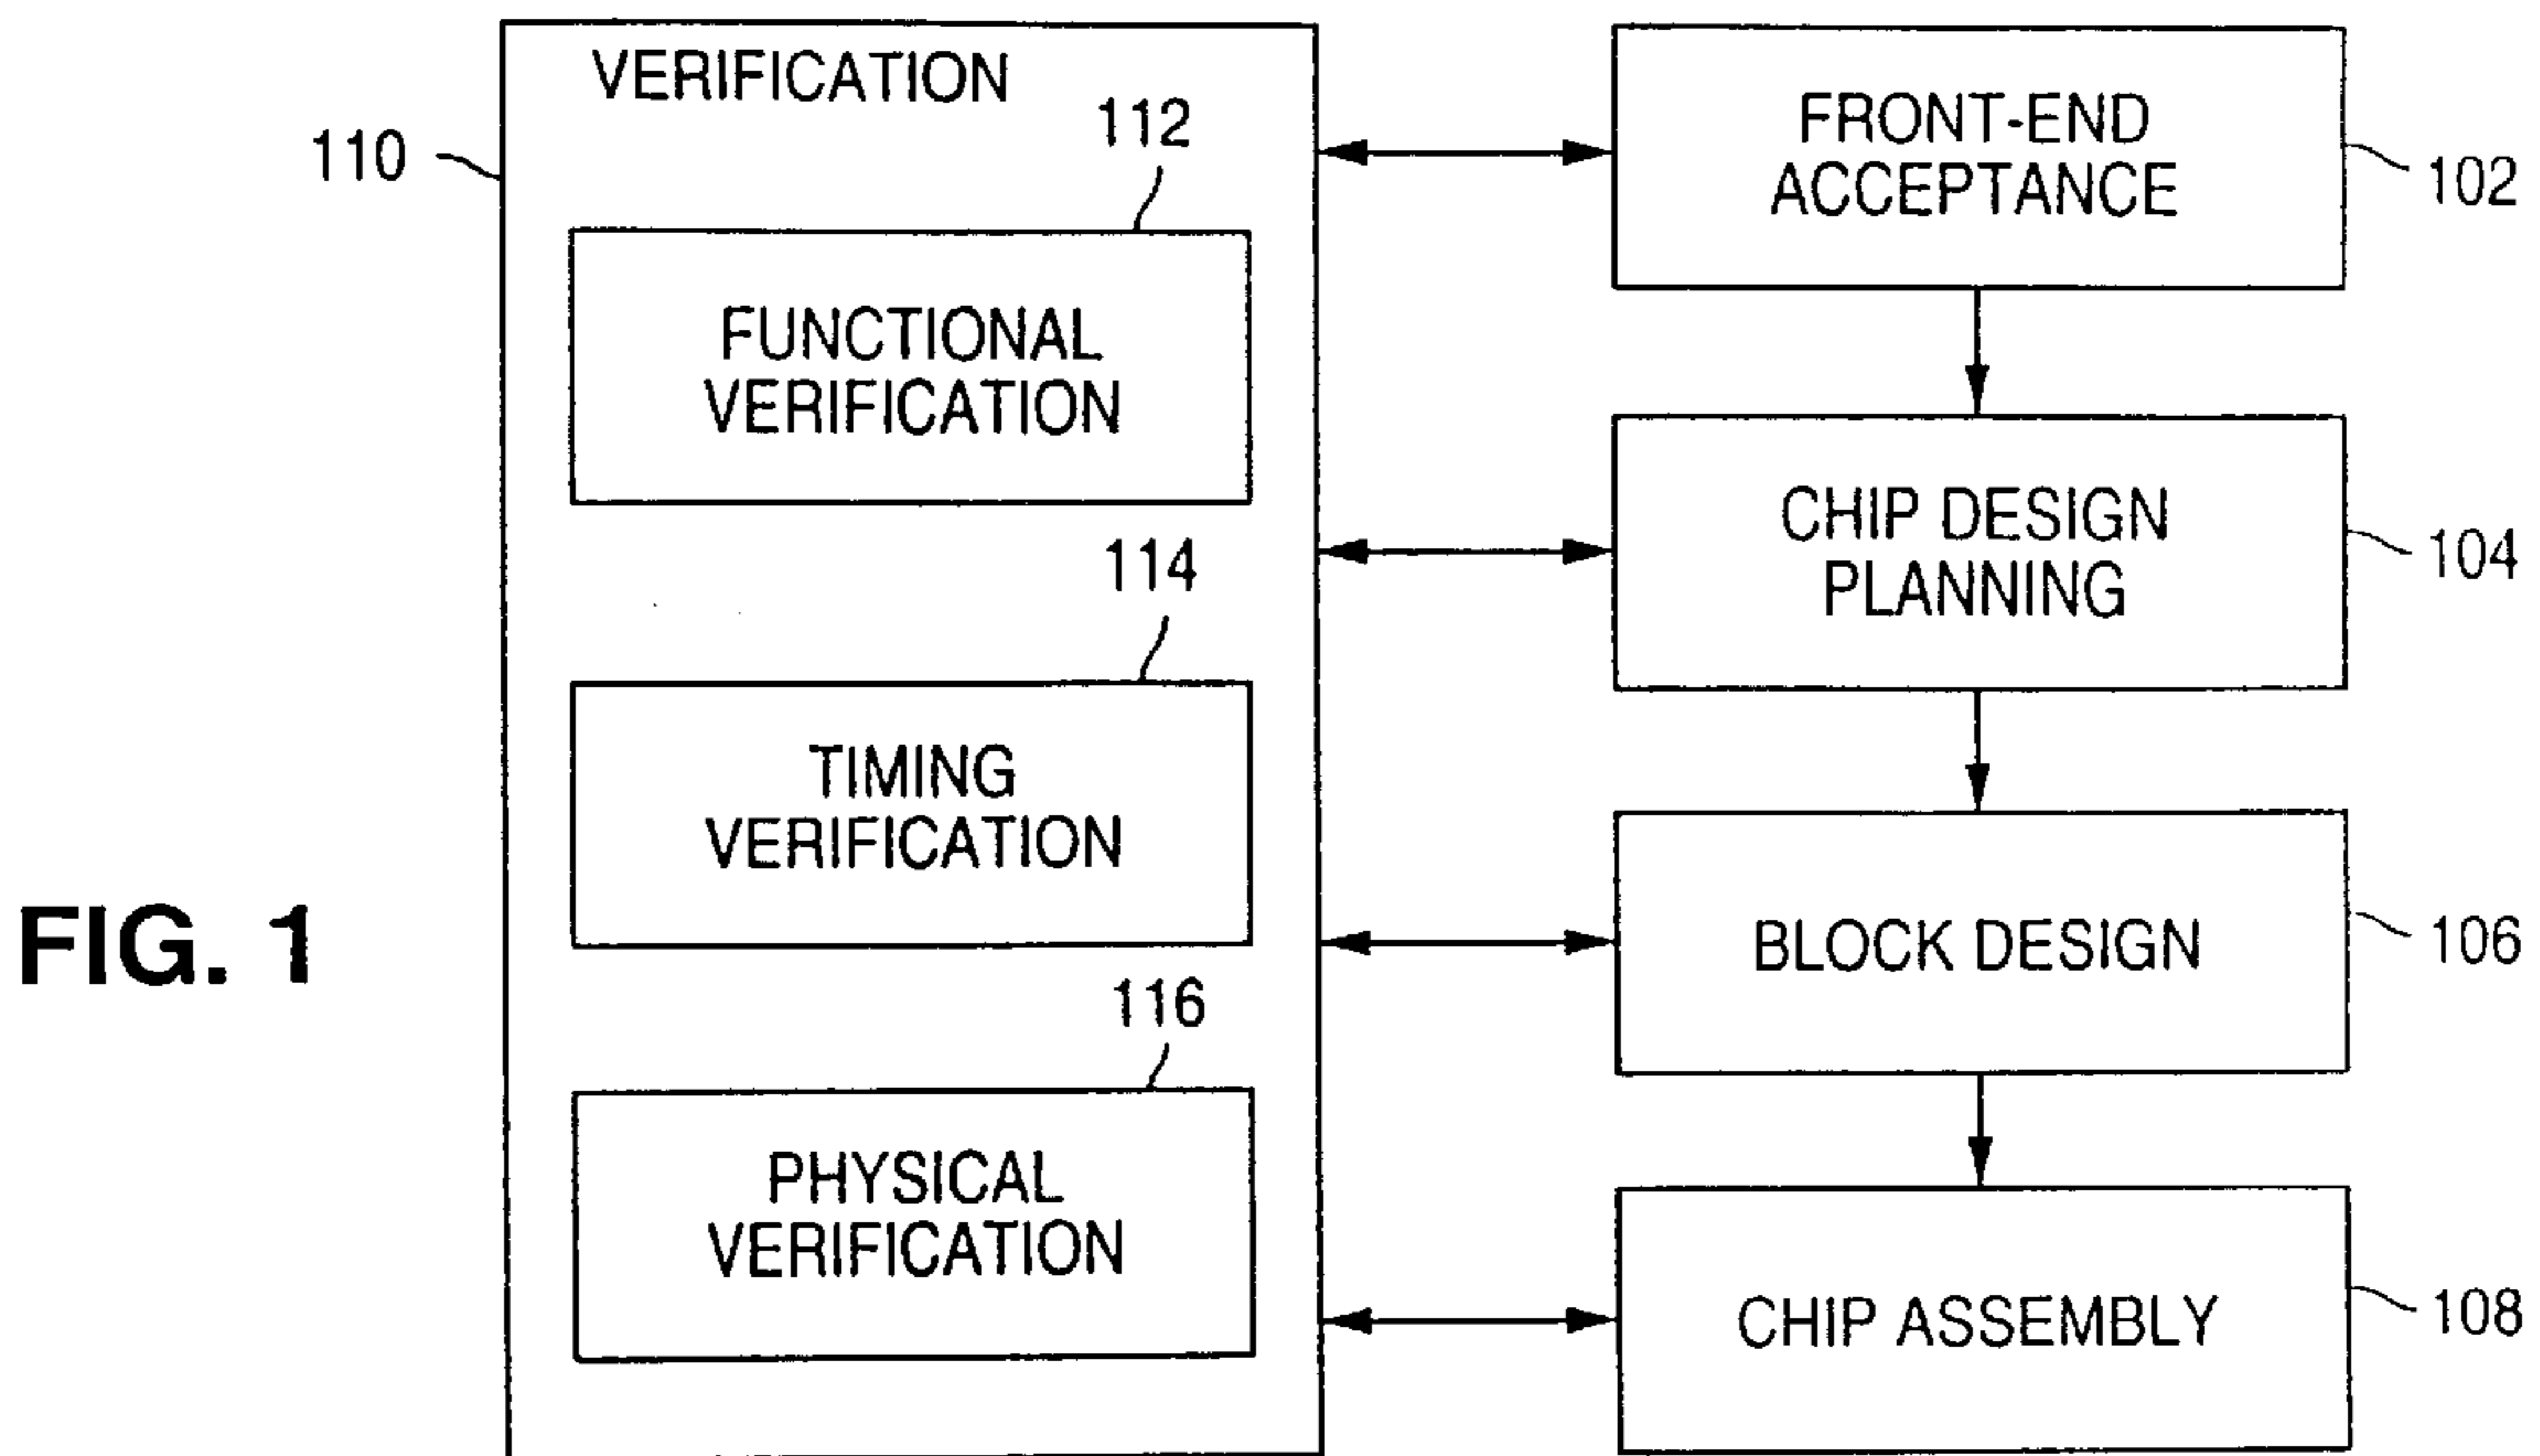 VERIFICATION
110
112
FUNCTIONAL
VERIFICATION
114
TIMING
VERIFICATION
116
PHYSICAL
VERIFICATION
FRONT-END
ACCEPTANCE
102
CHIP DESIGN
PLANNING
104
BLOCK DESIGN
106
CHIP ASSEMBLY
108
FIG. 1